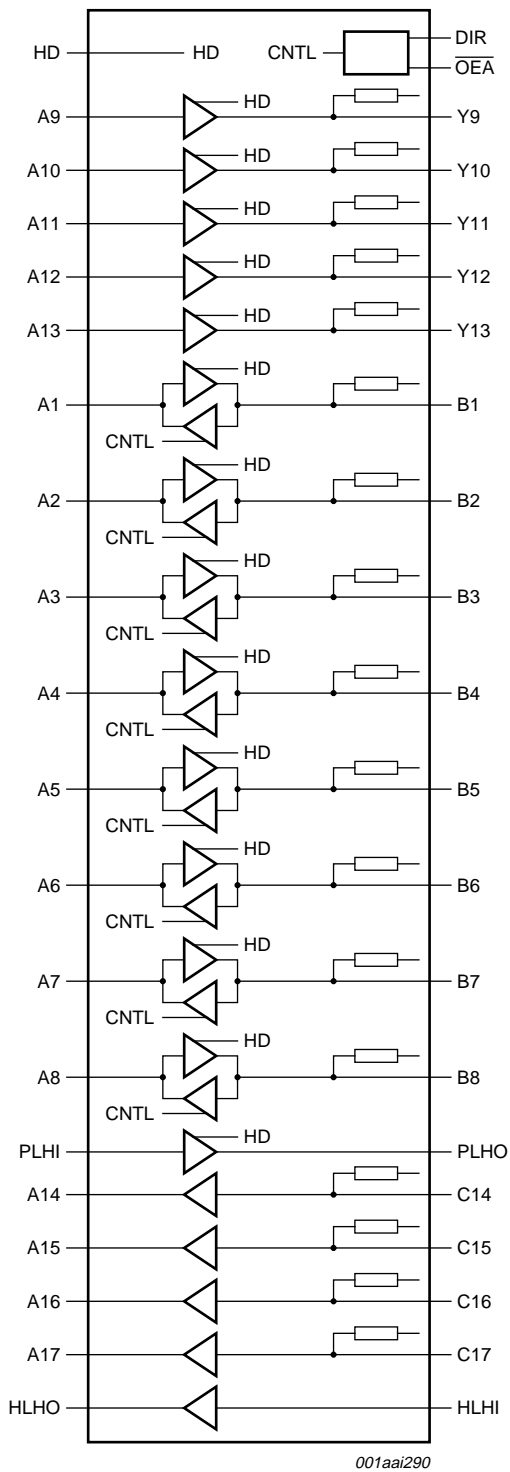 HD HD CNTL DIR
O̅E̅A̅
A9 HD Y9
A10 HD Y10
A11 HD Y11
A12 HD Y12
A13 HD Y13
HD
A1 B1
CNTL
HD
A2 B2
CNTL
HD
A3 B3
CNTL
HD
A4 B4
CNTL
HD
A5 B5
CNTL
HD
A6 B6
CNTL
HD
A7 B7
CNTL
HD
A8 B8
CNTL
PLHI HD PLHO
A14 C14
A15 C15
A16 C16
A17 C17
HLHO HLHI
001aai290